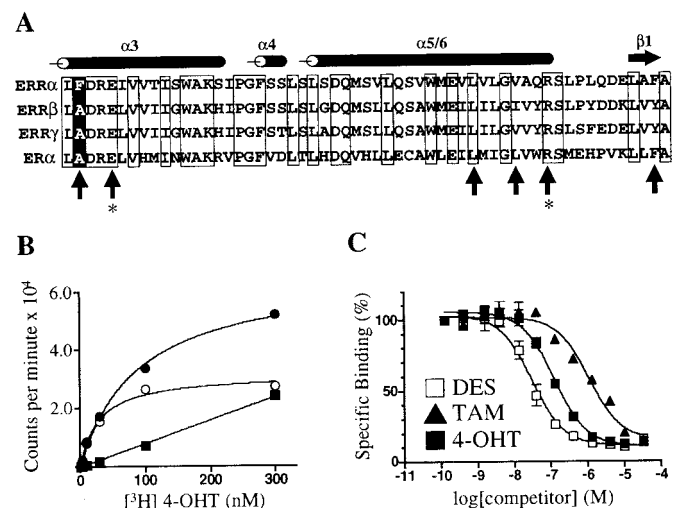 A
α3 α4 α5/6 β1
ERRα LFDREIVVTISWAKSIPGFSSLSLSDQMSVLQSVWMEVLVLGVAQRSLPLQDELAFA
ERRβ LADRELVVIIGWAKHIPGFSSLSLGDQMSLLQSAWMEILILGIVYRSLPYDDKLVYA
ERRγ LADRELVVIIGWAKHIPGFSTLSLADQMSLLQSAWMEILILGVVYRSLSFEDELVYA
ERα LADRELVHMINWAKRVPGFVDLTLHDQVHLLECAWLEILMIGLVWRSMEHPVKLLFA
* *
B
Counts per minute x 10⁴
6.0
4.0
2.0
0 100 200 300
[³H] 4-OHT (nM)
C
Specific Binding (%)
100
50
0
DES
TAM
4-OHT
-11 -10 -9 -8 -7 -6 -5 -4
log[competitor] (M)